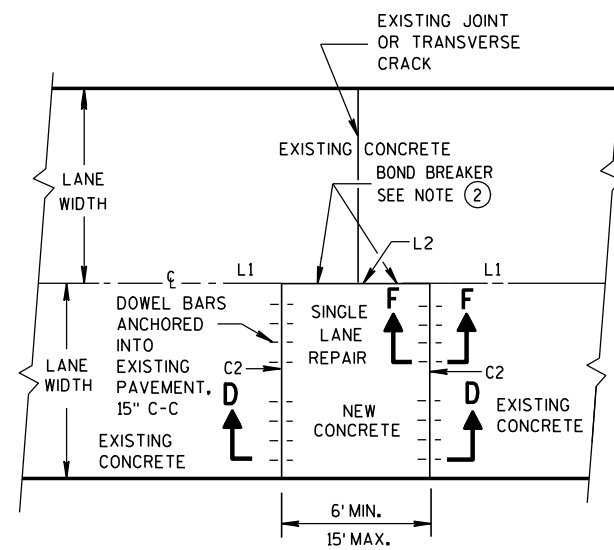 EXISTING JOINT
OR TRANSVERSE
CRACK
EXISTING CONCRETE
BOND BREAKER
SEE NOTE 2
LANE
WIDTH
L2
℄
L1
L1
DOWEL BARS
ANCHORED
INTO
EXISTING
PAVEMENT,
15" C-C
SINGLE
LANE
REPAIR
F
F
LANE
WIDTH
C2
C2
D
D
NEW
CONCRETE
EXISTING
CONCRETE
EXISTING
CONCRETE
6' MIN.
15' MAX.